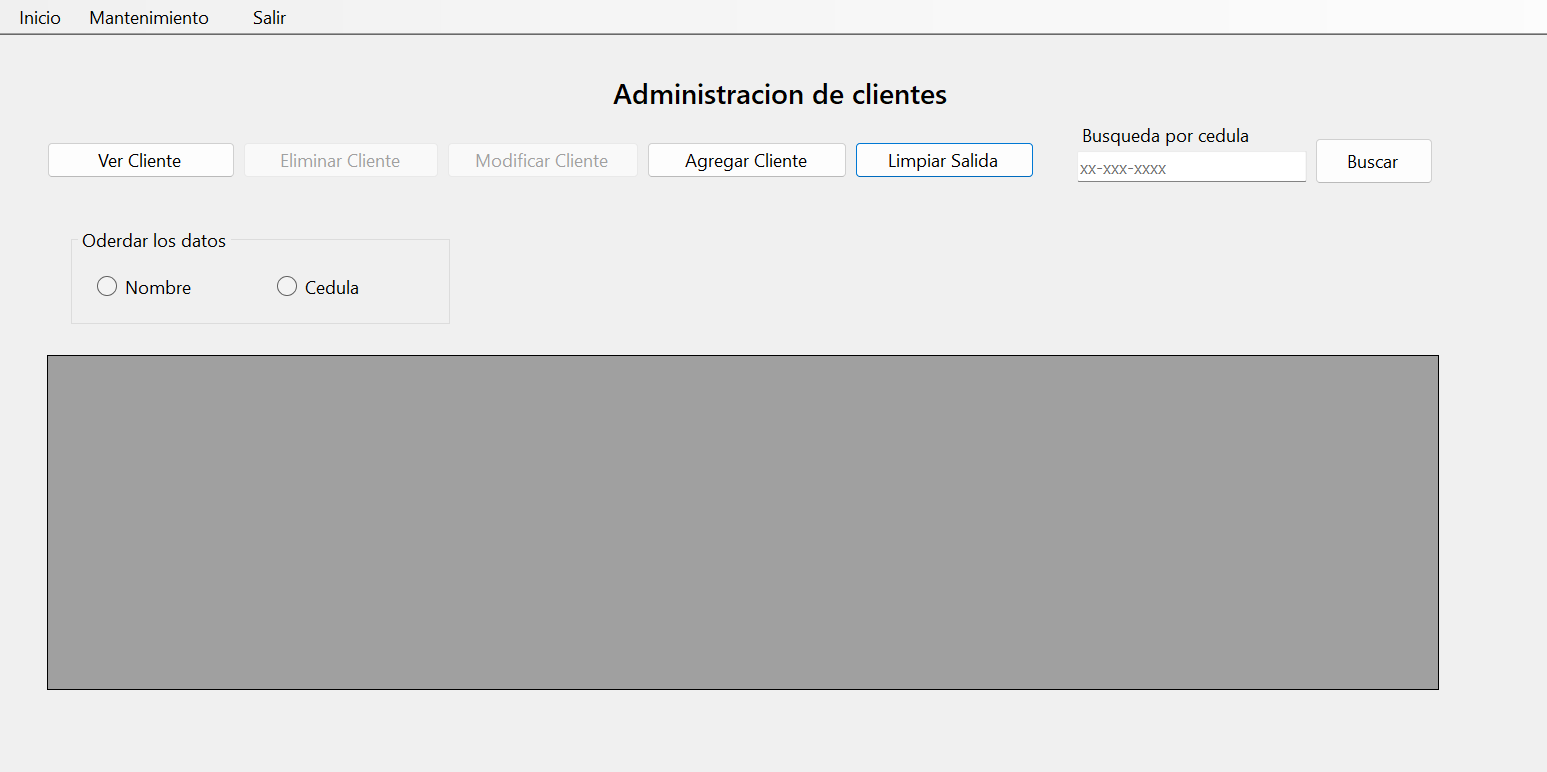 Inicio Mantenimiento Salir
Administracion de clientes
Busqueda por cedula
Ver Cliente Eliminar Cliente Modificar Cliente Agregar Cliente Limpiar Salida xx-xxx-xxxx Buscar
Oderdar los datos
Nombre Cedula